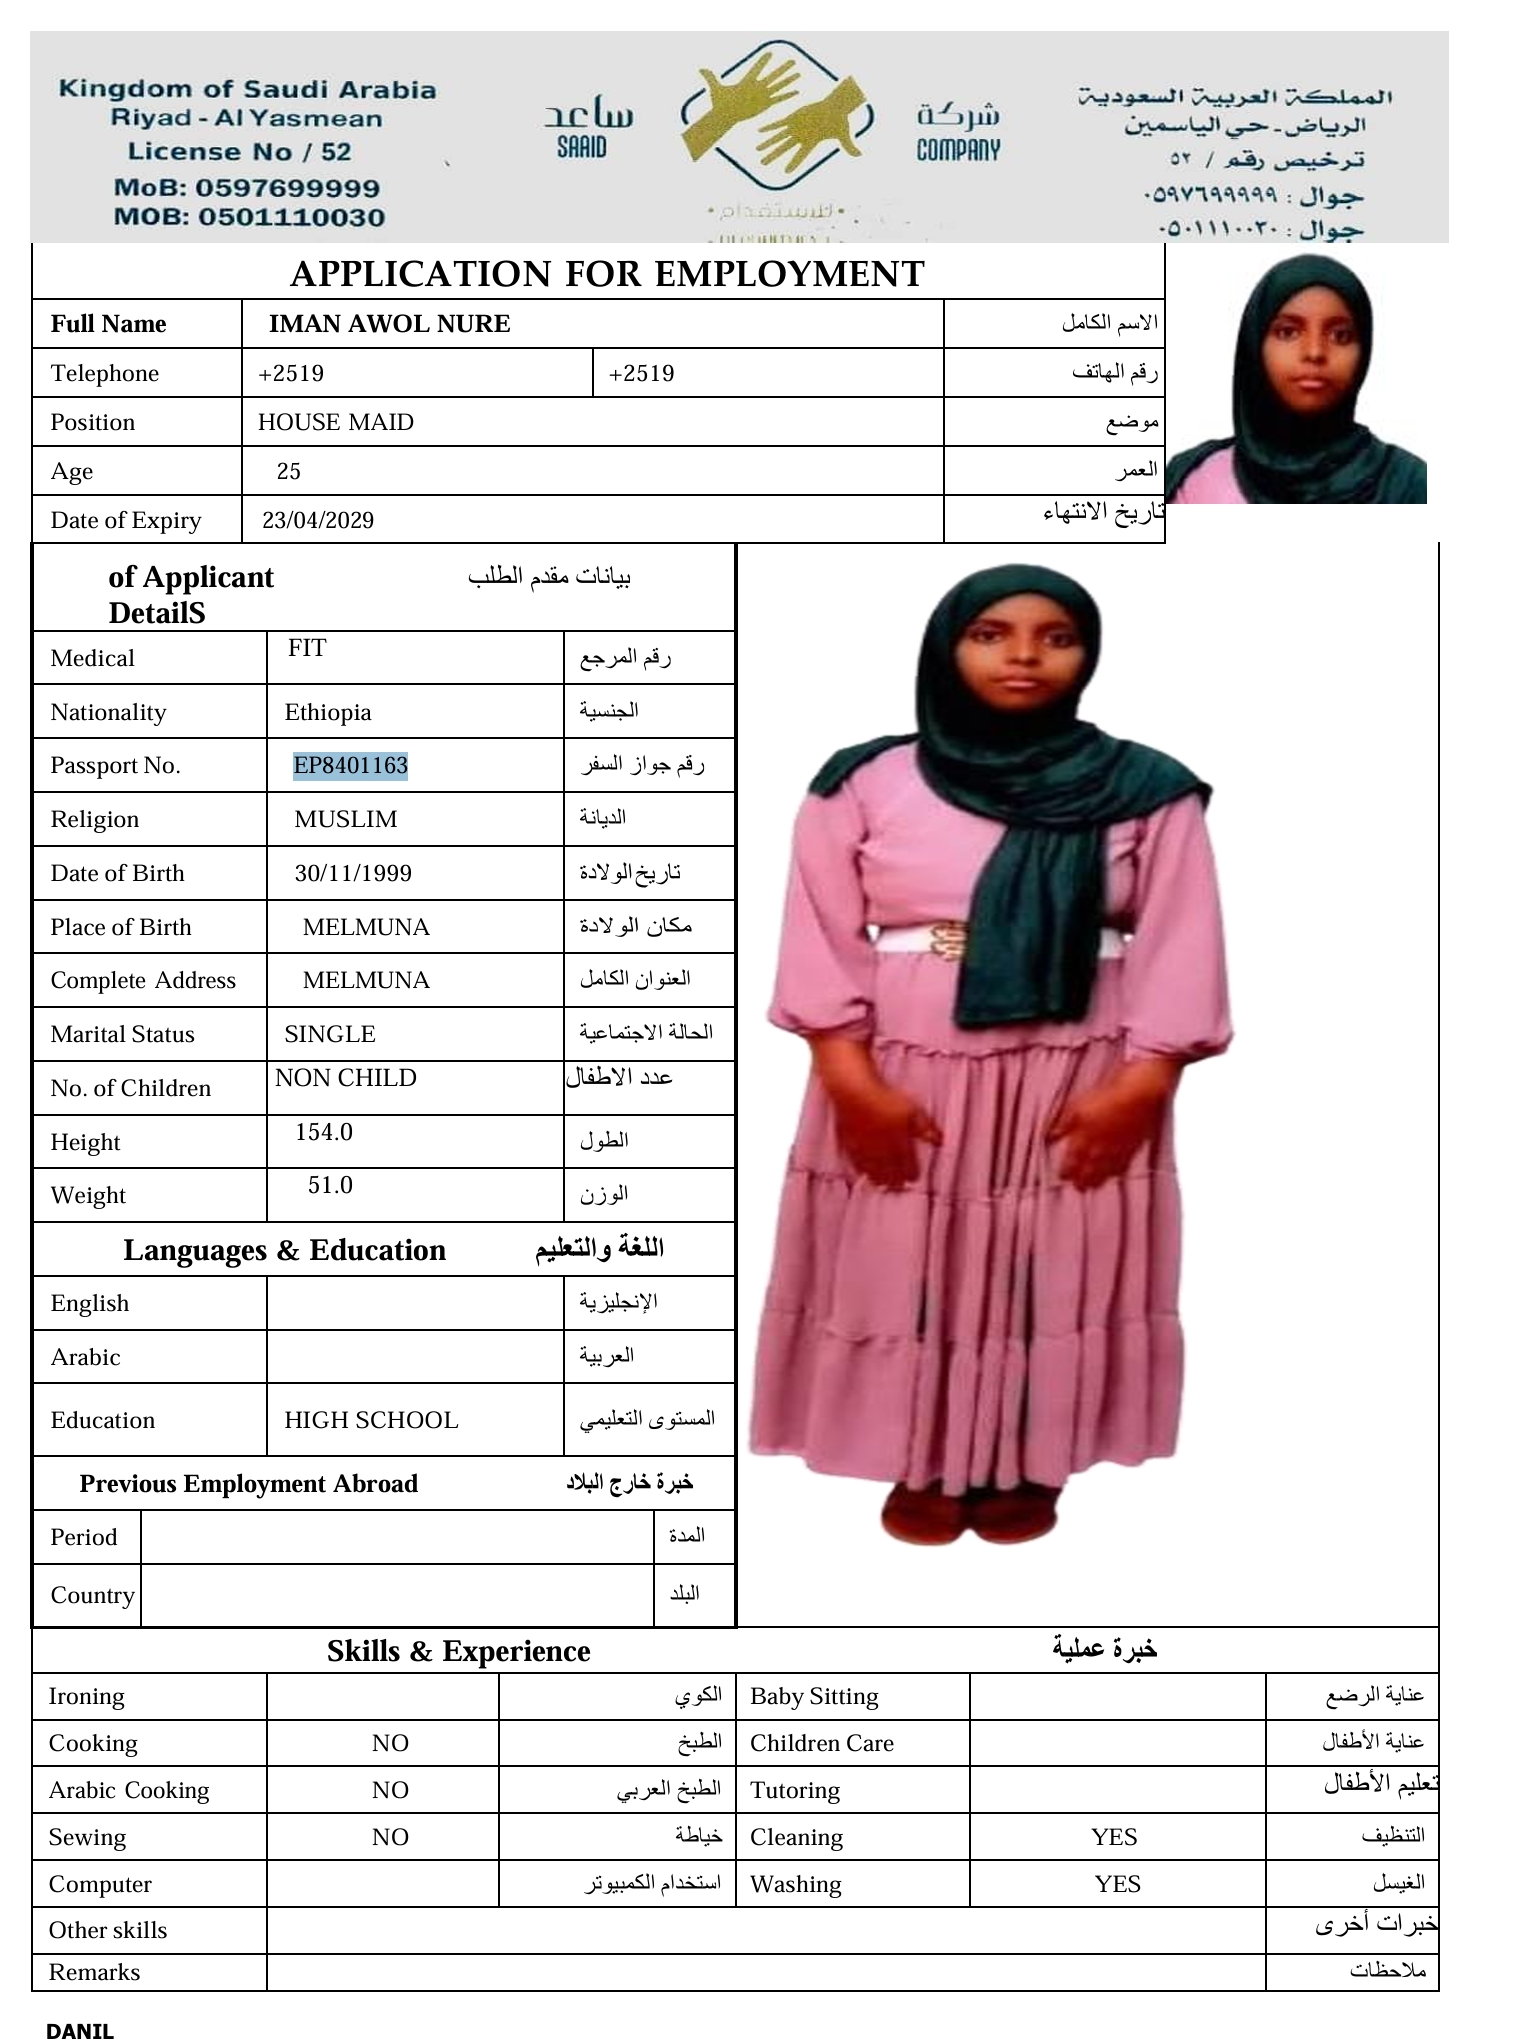 Kingdom of Saudi Arabia
Riyad - Al Yasmean
License No / 52
MoB: 0597699999
MOB: 0501110030
ساعد
SAAID
شركة
COMPANY
للاستقدام
المملكة العربية السعودية
الرياض - حي الياسمين
ترخيص رقم / ٥٢
جوال : ٠٥٩٧٦٩٩٩٩٩
جوال : ٠٥٠١١١٠٠٣٠
APPLICATION FOR EMPLOYMENT
Full Name IMAN AWOL NURE الاسم الكامل
Telephone +2519 +2519 رقم الهاتف
Position HOUSE MAID موضع
Age 25 العمر
Date of Expiry 23/04/2029 تاريخ الانتهاء
of Applicant بيانات مقدم الطلب
DetailS
Medical FIT رقم المرجع
Nationality Ethiopia الجنسية
Passport No. EP8401163 رقم جواز السفر
Religion MUSLIM الديانة
Date of Birth 30/11/1999 تاريخ الولادة
Place of Birth MELMUNA مكان الولادة
Complete Address MELMUNA العنوان الكامل
Marital Status SINGLE الحالة الاجتماعية
No. of Children NON CHILD عدد الاطفال
Height 154.0 الطول
Weight 51.0 الوزن
Languages & Education اللغة والتعليم
English الإنجليزية
Arabic العربية
Education HIGH SCHOOL المستوى التعليمي
Previous Employment Abroad خبرة خارج البلاد
Period المدة
Country البلد
Skills & Experience خبرة عملية
Ironing الكوي Baby Sitting عناية الرضع
Cooking NO الطبخ Children Care عناية الأطفال
Arabic Cooking NO الطبخ العربي Tutoring تعليم الأطفال
Sewing NO خياطة Cleaning YES التنظيف
Computer استخدام الكمبيوتر Washing YES الغيسل
Other skills خبرات أخرى
Remarks ملاحظات
DANIL